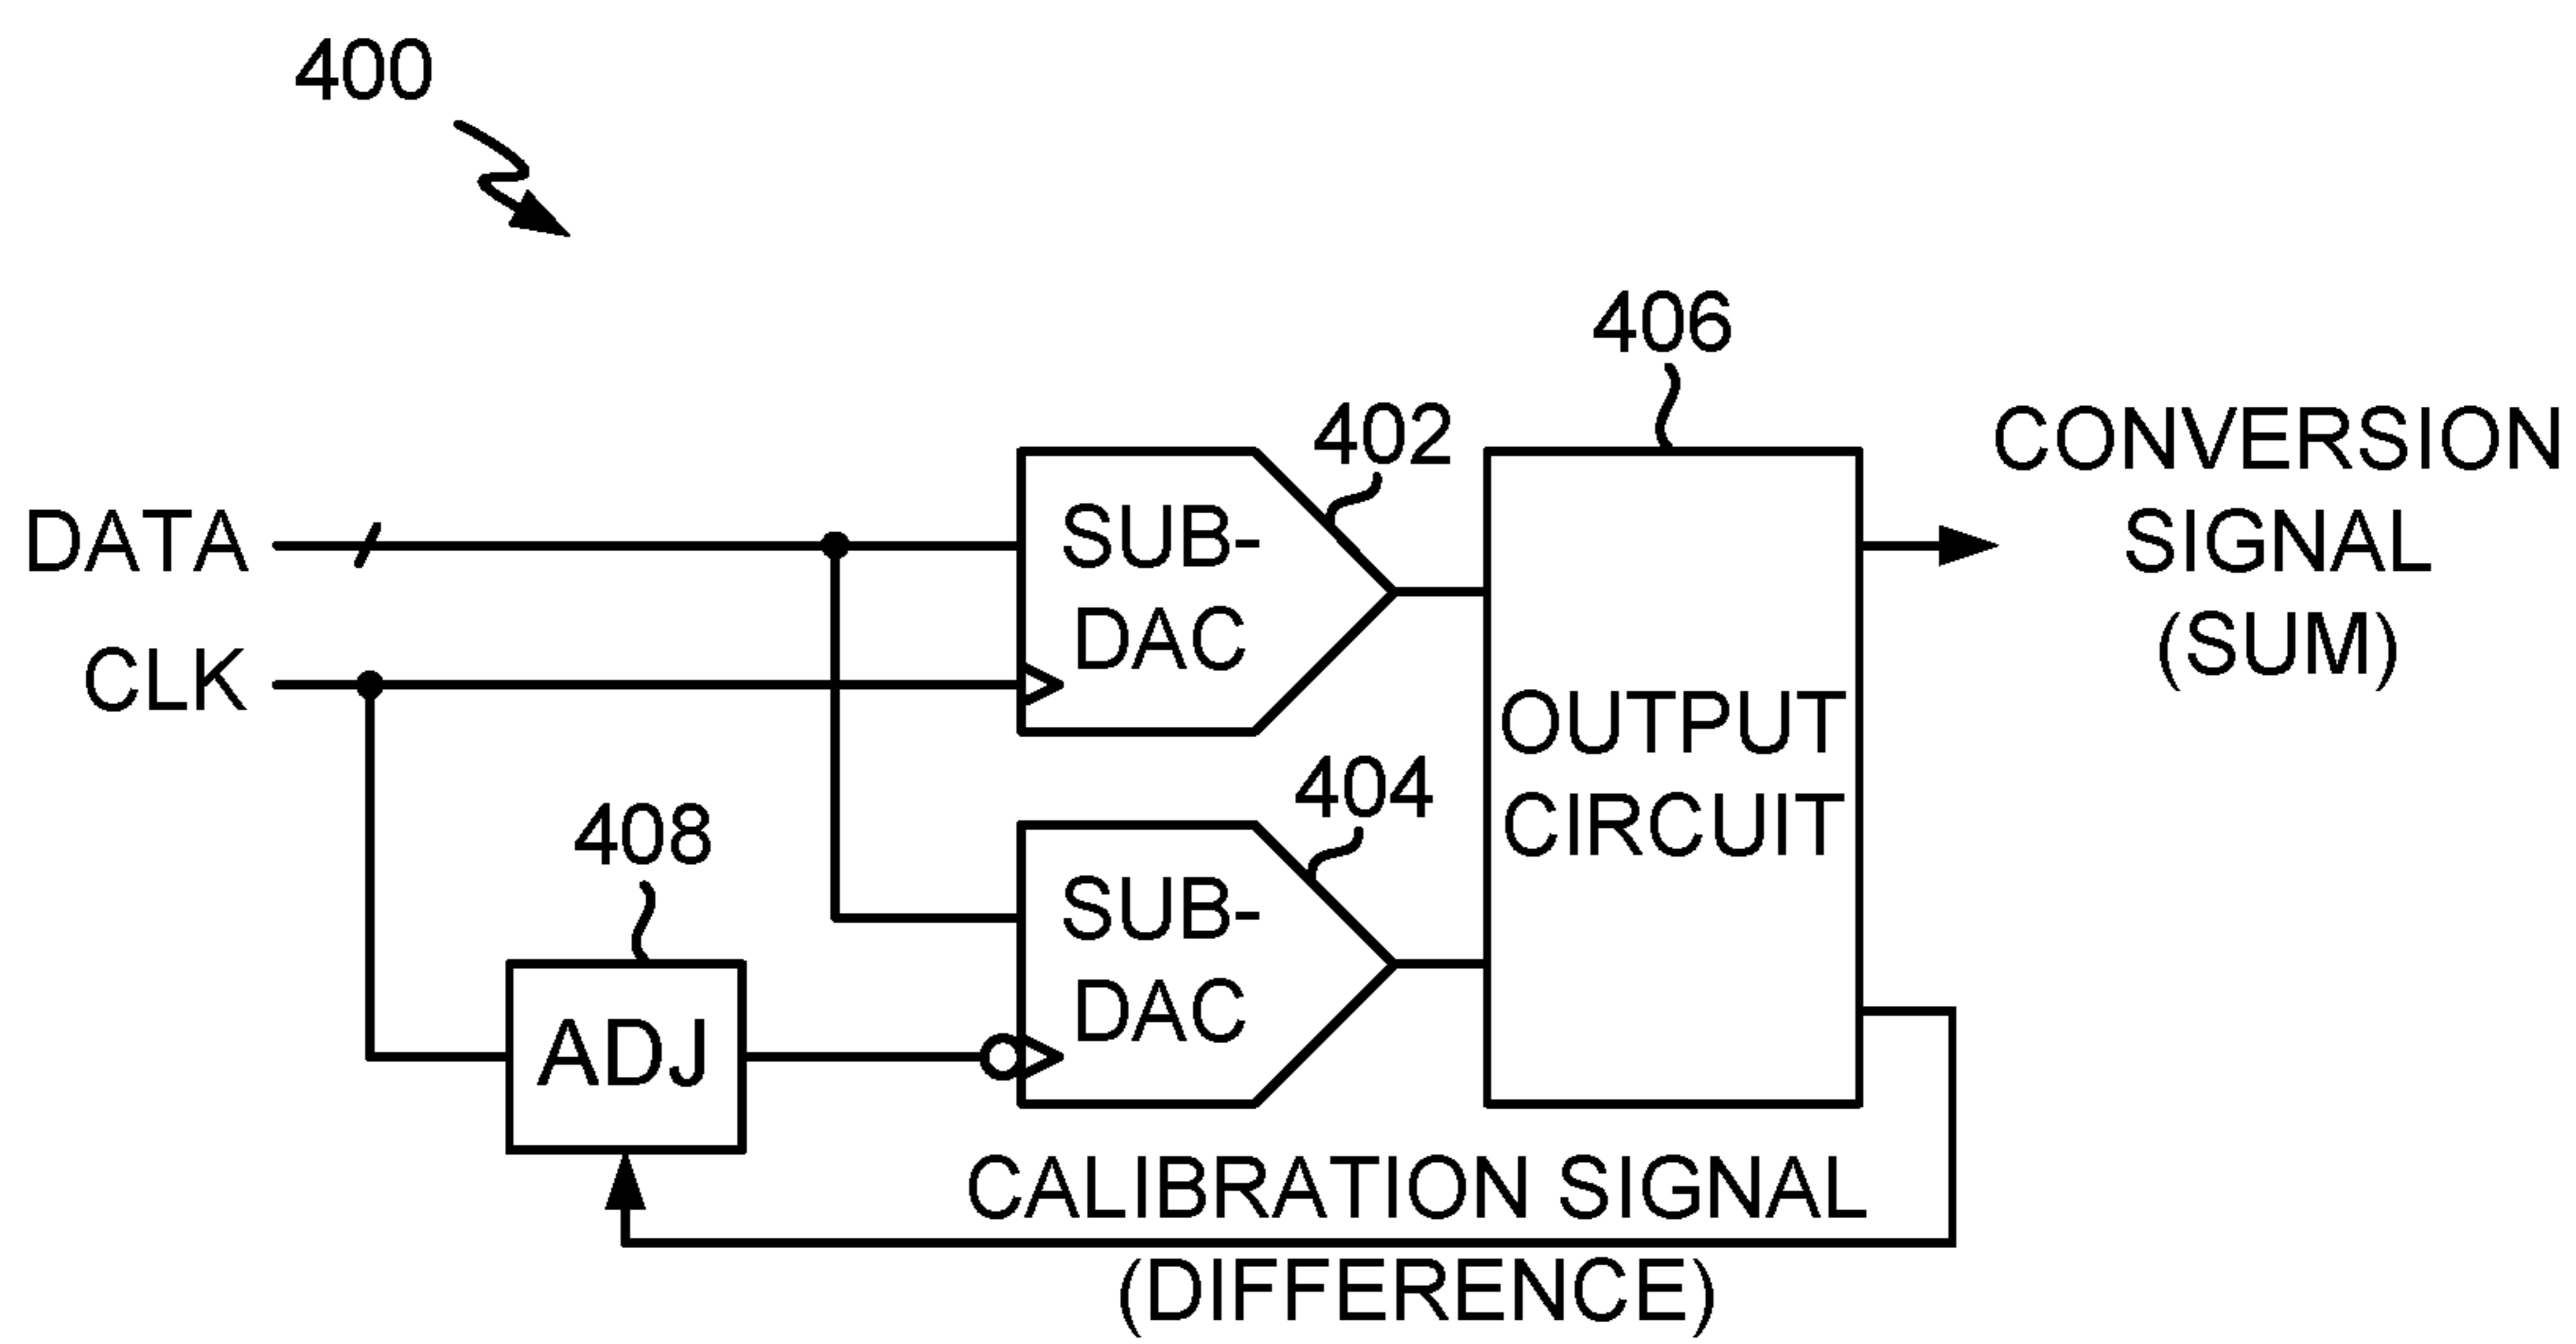 400
406
402
CONVERSION
SIGNAL
(SUM)
DATA
SUB-
DAC
CLK
OUTPUT
CIRCUIT
404
408
SUB-
DAC
ADJ
CALIBRATION SIGNAL
(DIFFERENCE)